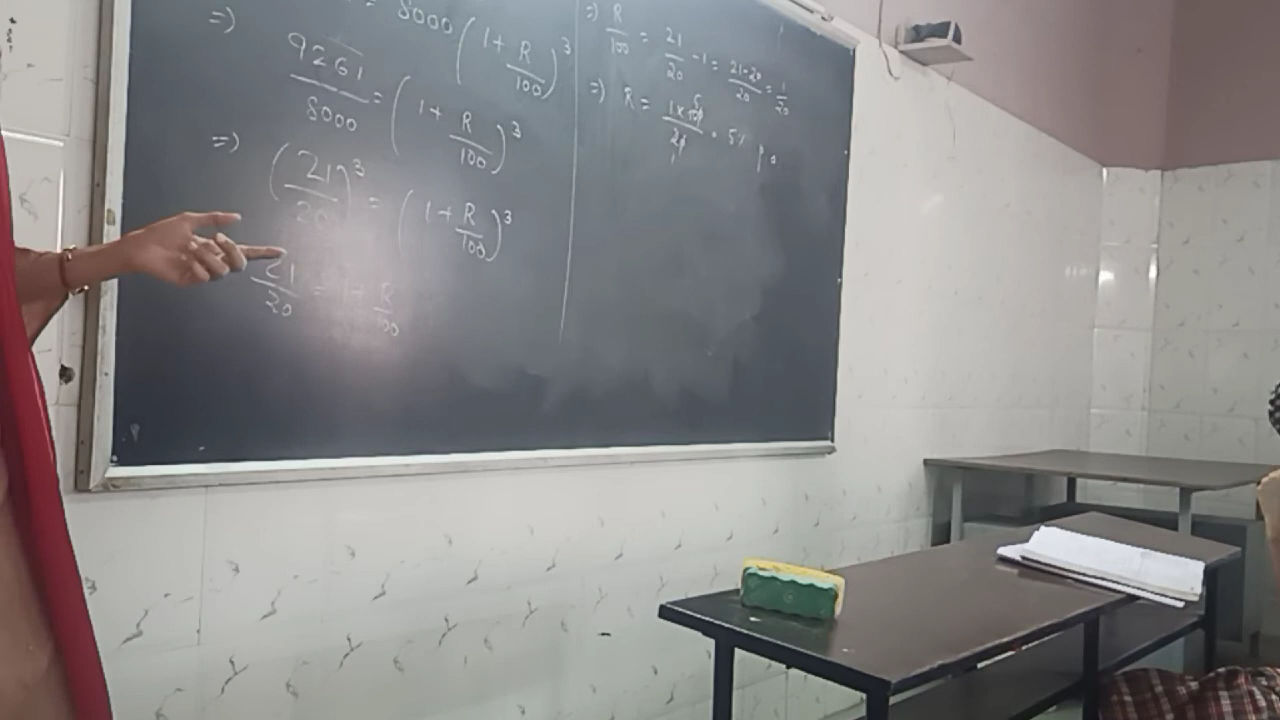 => = 8000 (1 + R/100)^3
9261/8000 = (1 + R/100)^3
=> (21/20)^3 = (1 + R/100)^3
21/20 = 1 + R/100
=> R/100 = 21/20 - 1 = 21-20/20 = 1/20
=> R = 1 x 100/20 = 5% p a